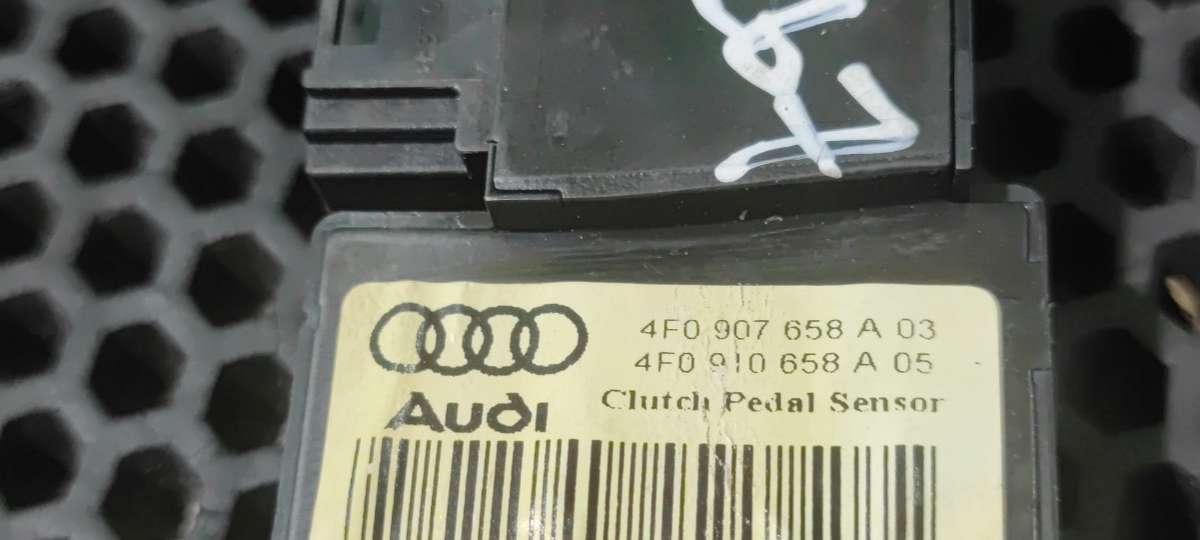 4F0 907 658 A 03
4F0 910 658 A 05
Audi
Clutch Pedal Sensor